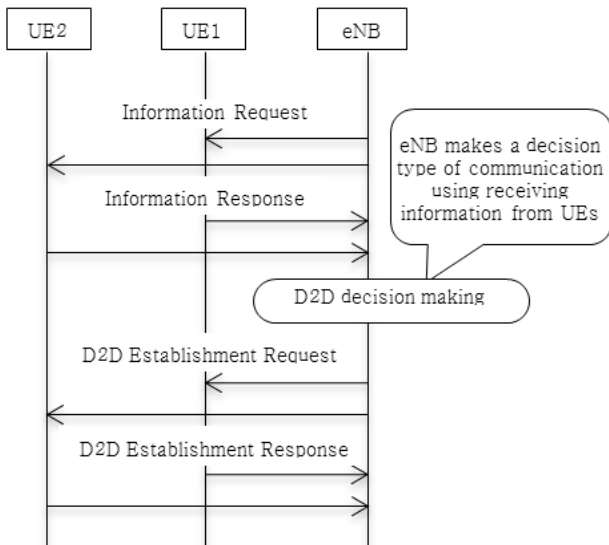 UE2
UE1
eNB
Information Request
eNB makes a decision
type of communication
using receiving
information from UEs
Information Response
D2D decision making
D2D Establishment Request
D2D Establishment Response